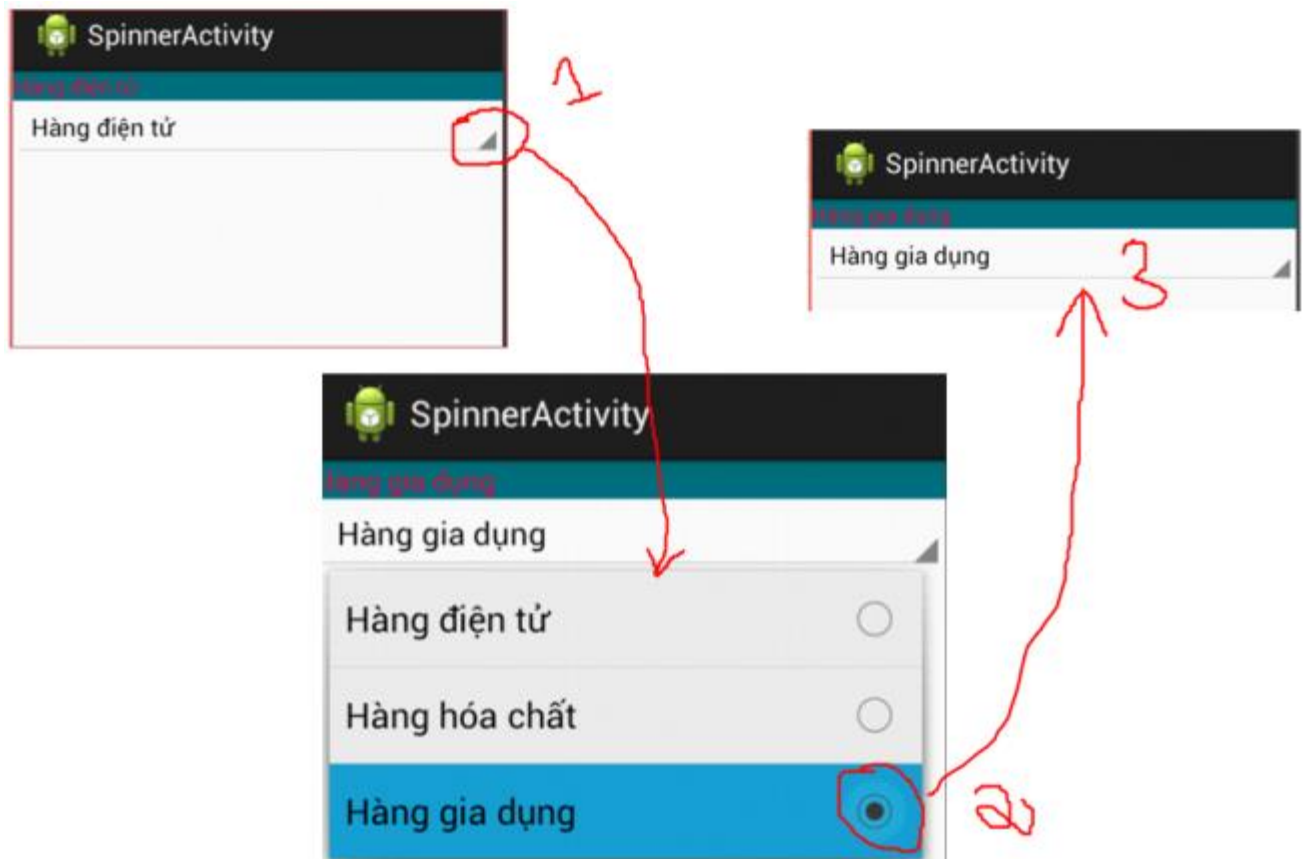 SpinnerActivity
Hàng điện tử
Hàng điện tử
1
SpinnerActivity
Hàng gia dụng
Hàng gia dụng
3
SpinnerActivity
Hàng gia dụng
Hàng gia dụng
Hàng điện tử
Hàng hóa chất
Hàng gia dụng
2